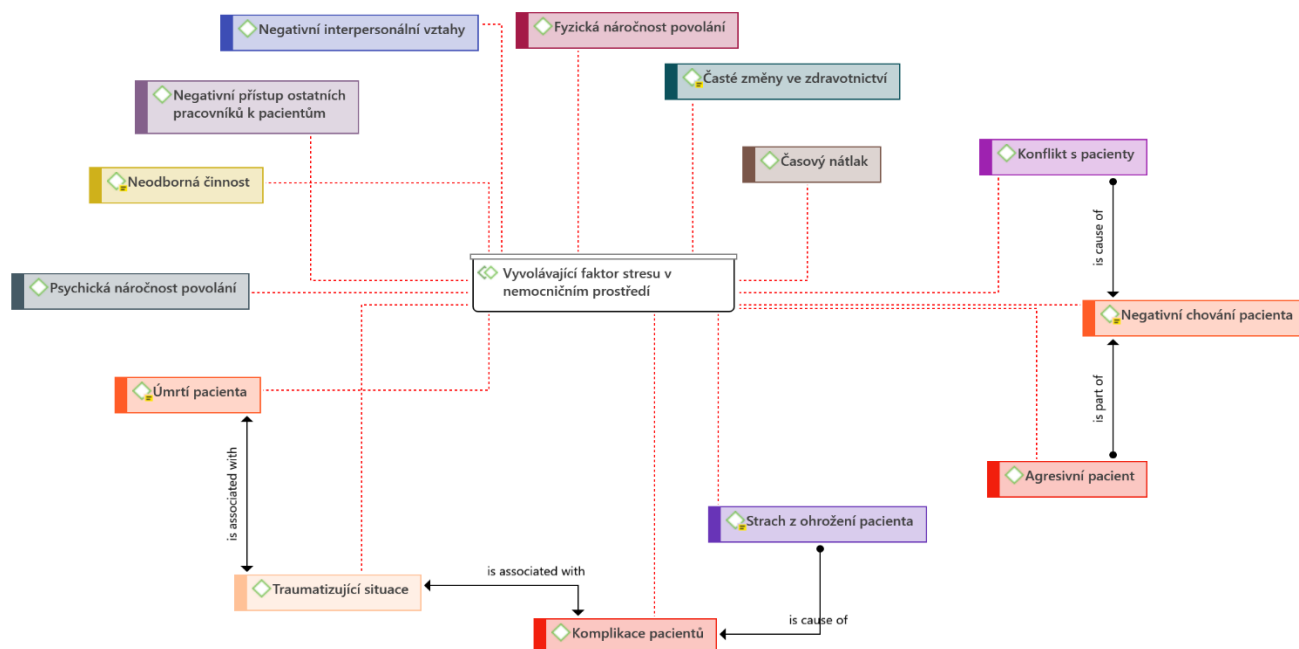 Negativní interpersonální vztahy
Fyzická náročnost povolání
Časté změny ve zdravotnictví
Negativní přístup ostatních
pracovníků k pacientům
Neodborná činnost
Časový nátlak
Konflikt s pacienty
is cause of
Psychická náročnost povolání
Vyvolávající faktor stresu v
nemocničním prostředí
Negativní chování pacienta
is part of
Úmrtí pacienta
is associated with
Agresivní pacient
Strach z ohrožení pacienta
Traumatizující situace
is associated with
is cause of
Komplikace pacientů